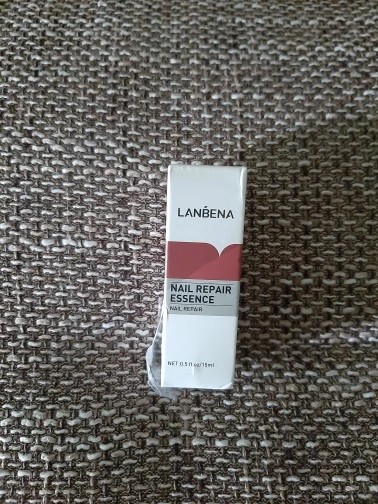 LANBENA
NAIL REPAIR
ESSENCE
NAIL REPAIR
NET 0.5 fl oz/15ml